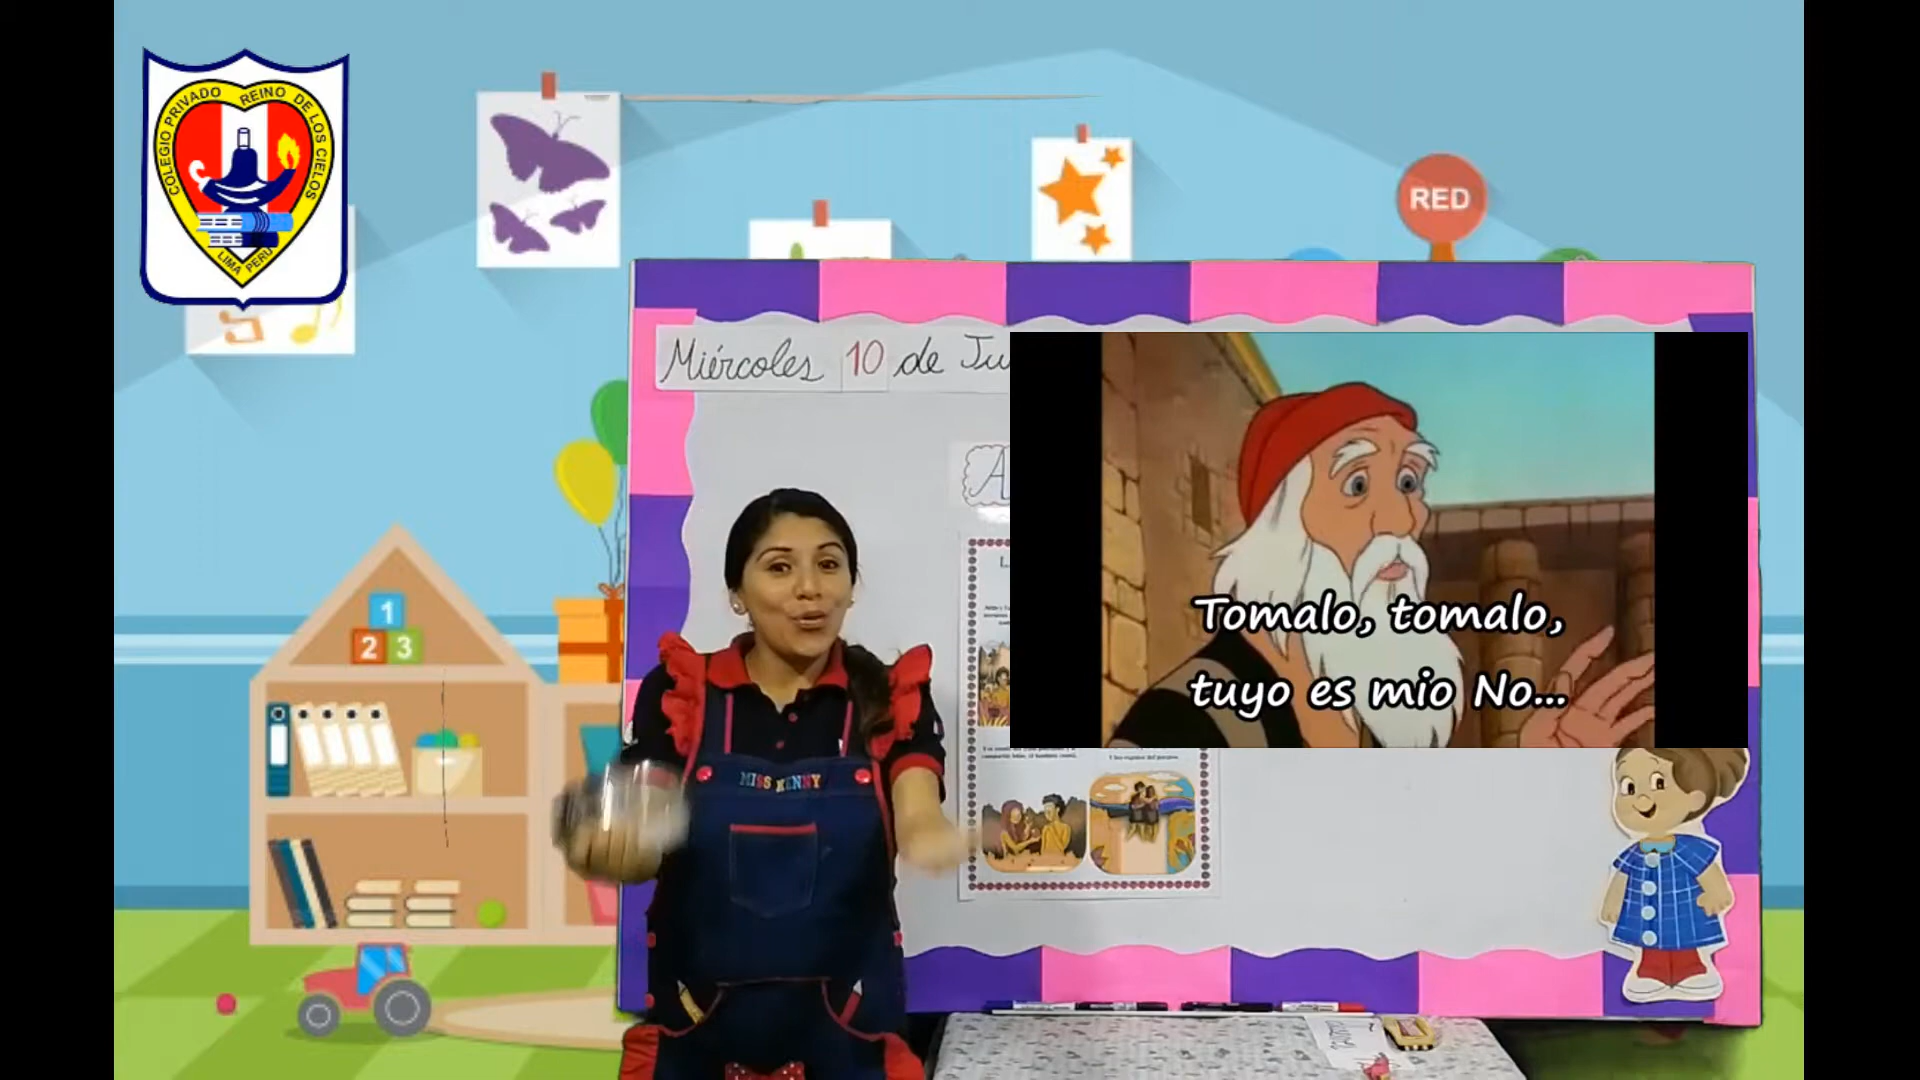 COLEGIO PRIVADO REINO DE LOS CIELOS
LIMA PERU
RED
Miércoles 10 de Ju
A
1
2 3
Tomalo, tomalo,
tuyo es mio No...
MISS KENNY